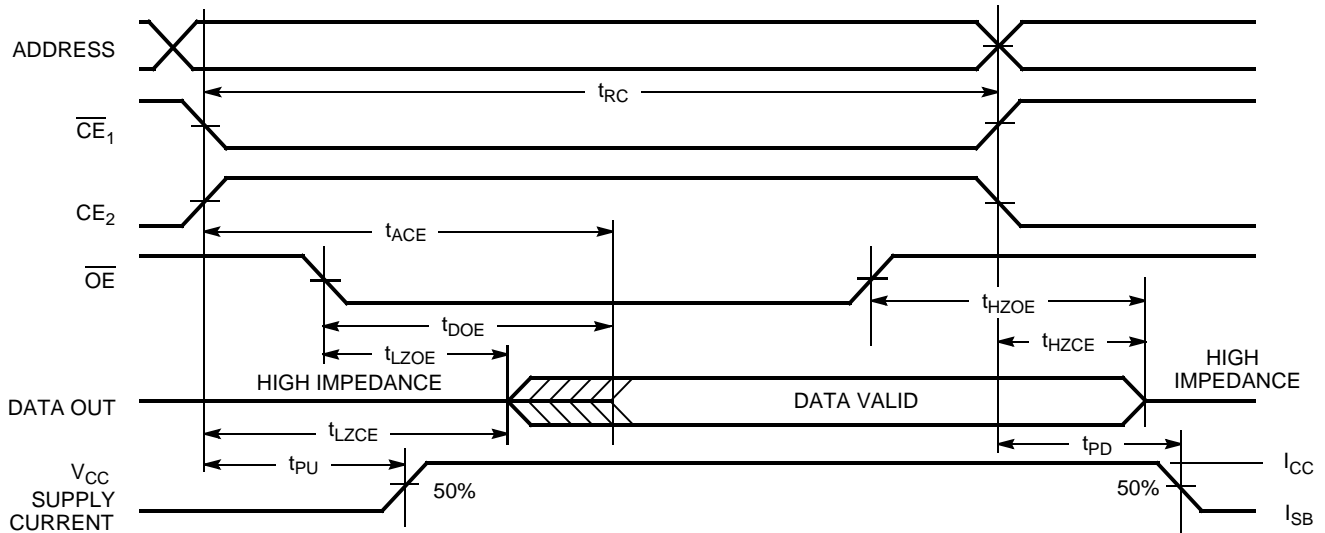 ADDRESS
tRC
CE1
CE2
tACE
OE
tHZOE
tDOE
tLZOE
tHZCE
HIGH IMPEDANCE
HIGH
IMPEDANCE
DATA OUT
DATA VALID
tLZCE
tPD
tPU
VCC
SUPPLY
CURRENT
50%
50%
ICC
ISB